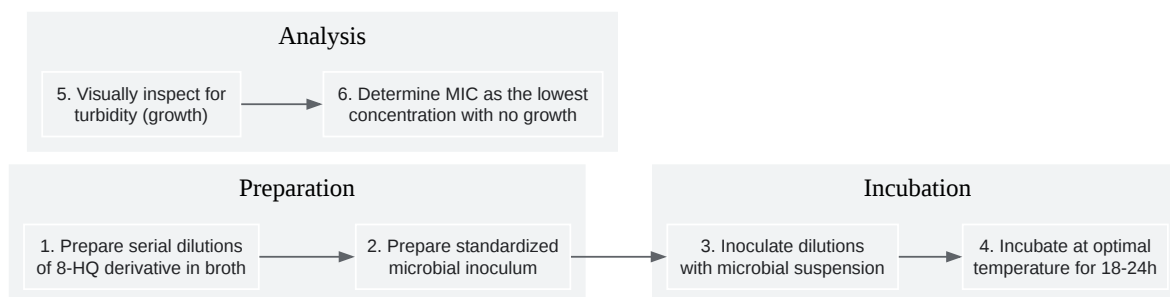 Analysis
5. Visually inspect for
turbidity (growth)
6. Determine MIC as the lowest
concentration with no growth
Preparation
1. Prepare serial dilutions
of 8-HQ derivative in broth
2. Prepare standardized
microbial inoculum
Incubation
3. Inoculate dilutions
with microbial suspension
4. Incubate at optimal
temperature for 18-24h